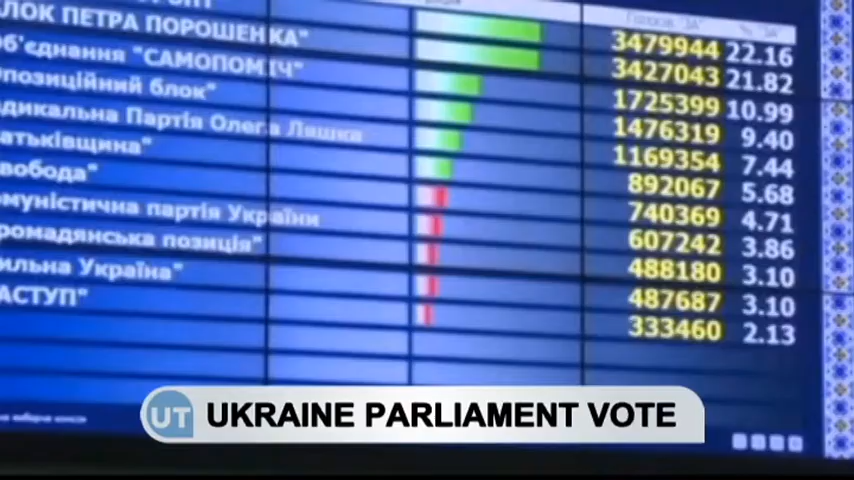 ЛОК ПЕТРА ПОРОШЕНКА" 3479944 22.16
б'єднання "САМОПОМІЧ" 3427043 21.82
позиційний блок" 1725399 10.99
дикальна Партія Олега Ляшка 1476319 9.40
атьківщина" 1169354 7.44
вобода" 892067 5.68
омуністична партія України 740369 4.71
ромадянська позиція" 607242 3.86
ильна Україна" 488180 3.10
АСТУП" 487687 3.10
333460 2.13
UT UKRAINE PARLIAMENT VOTE